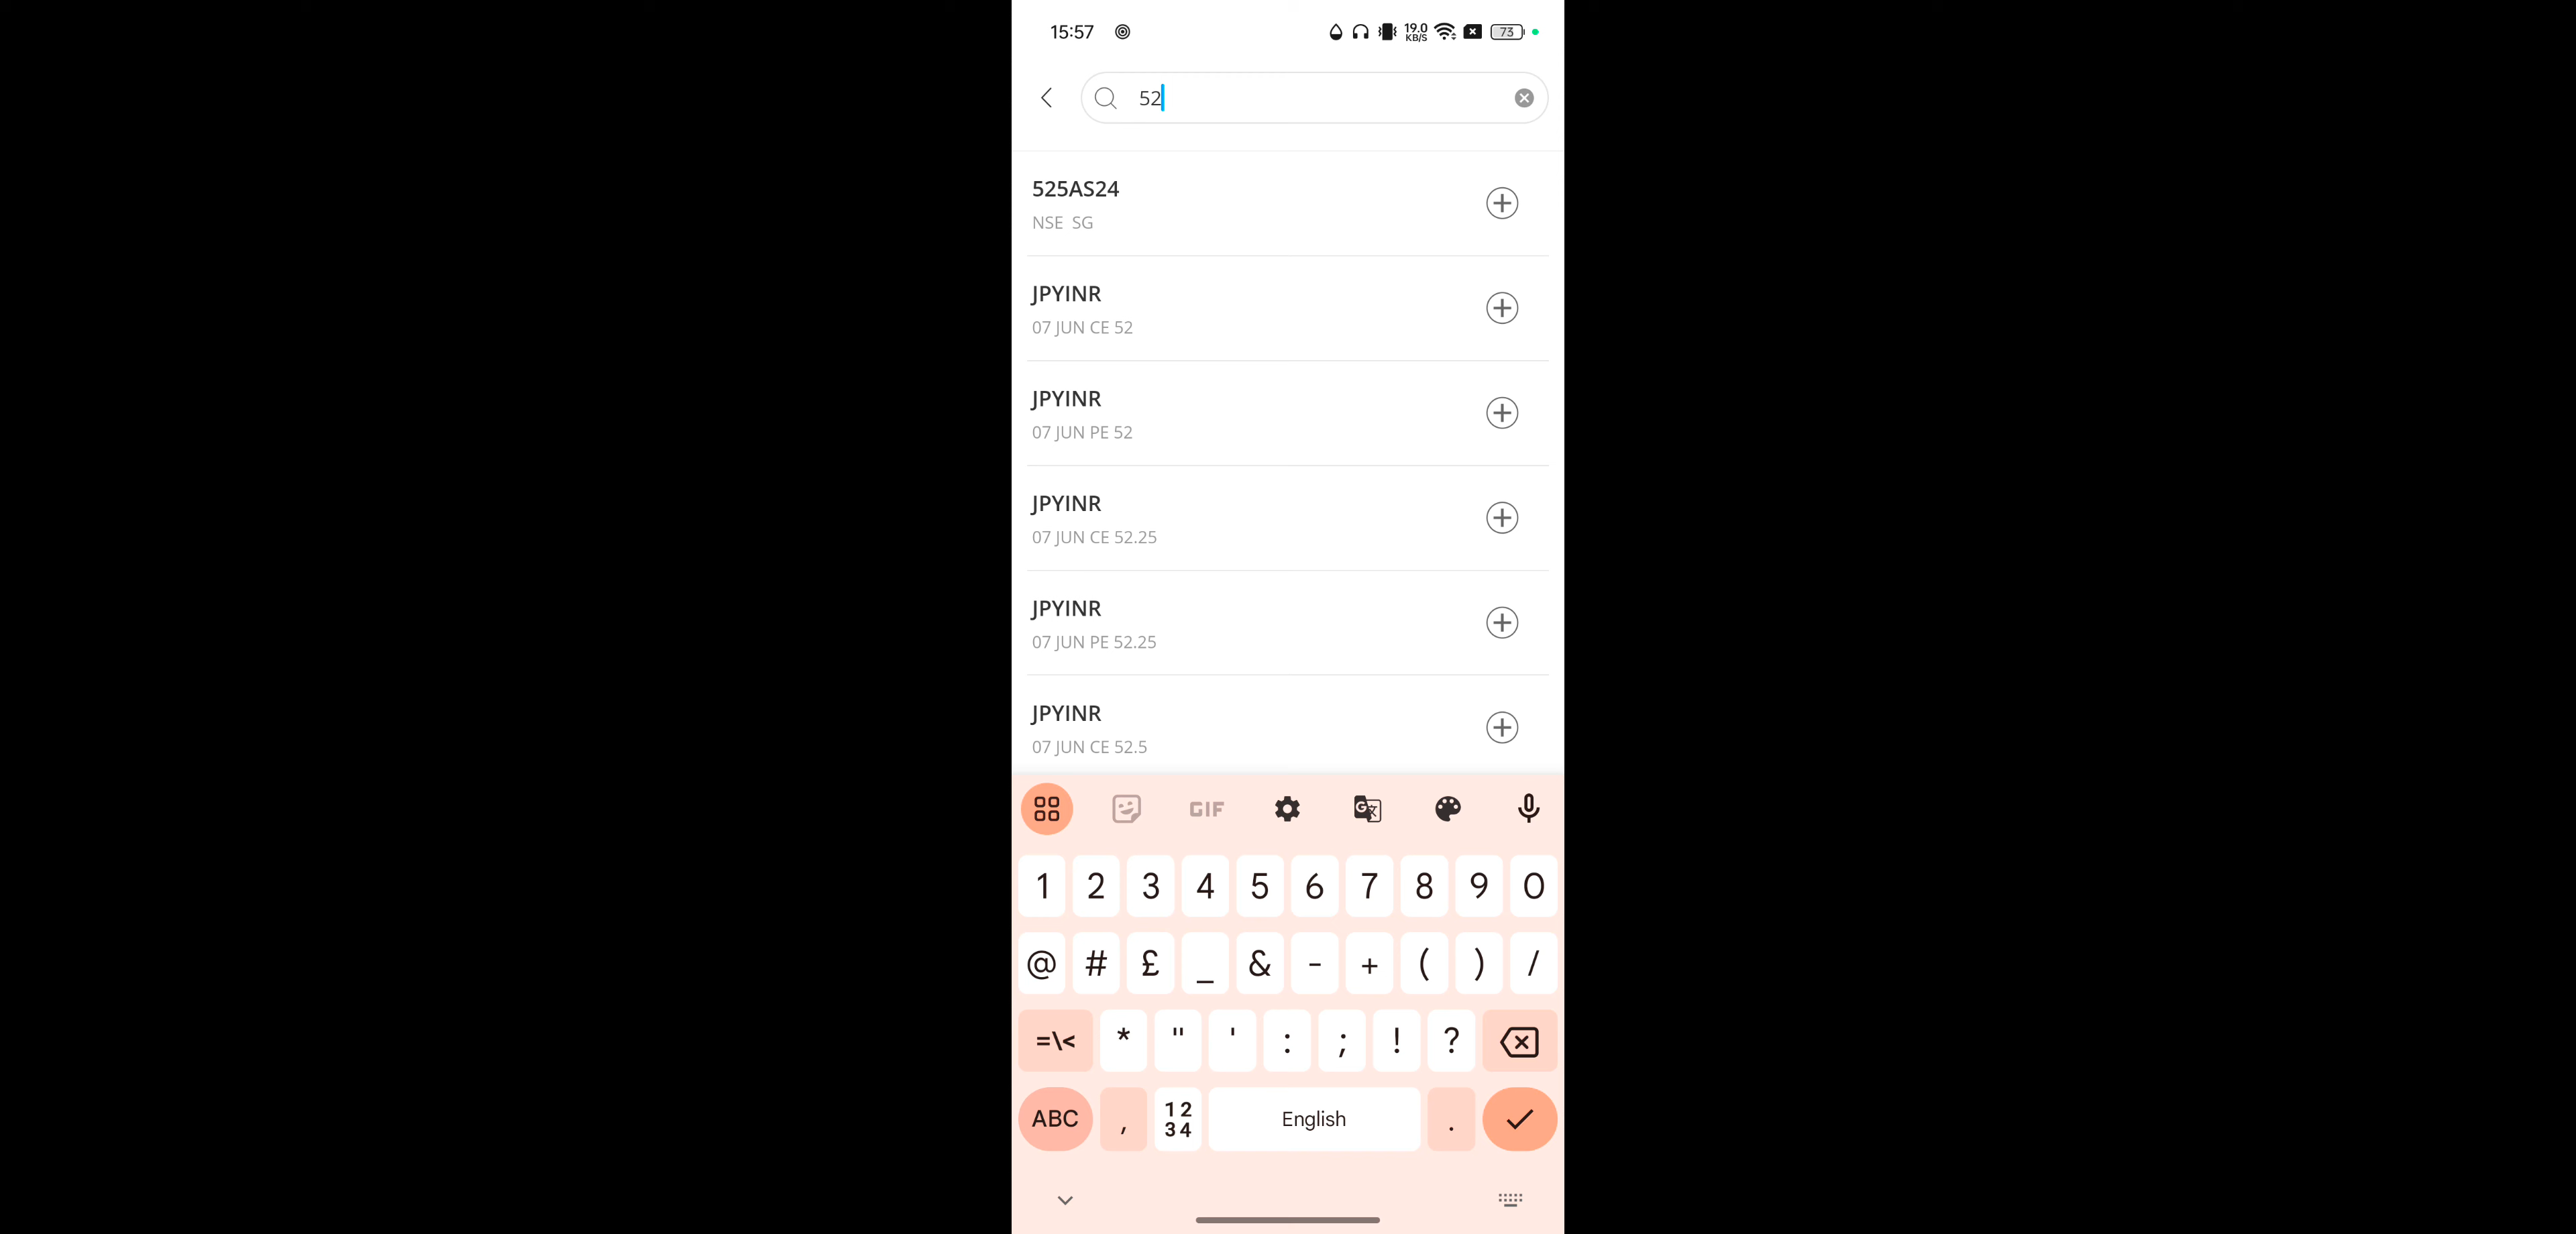 15:57
19.0
KB/S
73
52
525AS24
NSE SG
JPYINR
07 JUN CE 52
JPYINR
07 JUN PE 52
JPYINR
07 JUN CE 52.25
JPYINR
07 JUN PE 52.25
JPYINR
07 JUN CE 52.5
GIF
1 2 3 4 5 6 7 8 9 0
@ # £ _ & - + ( ) /
=\< * " ' : ; ! ?
ABC , 12 34 English .